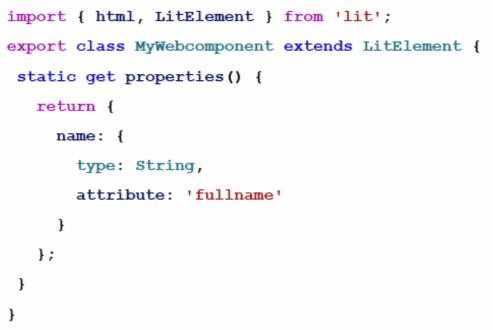 import { html, LitElement } from 'lit';
export class MyWebcomponent extends LitElement {
static get properties() {
return {
name: {
type: String,
attribute: 'fullname'
}
};
}
}